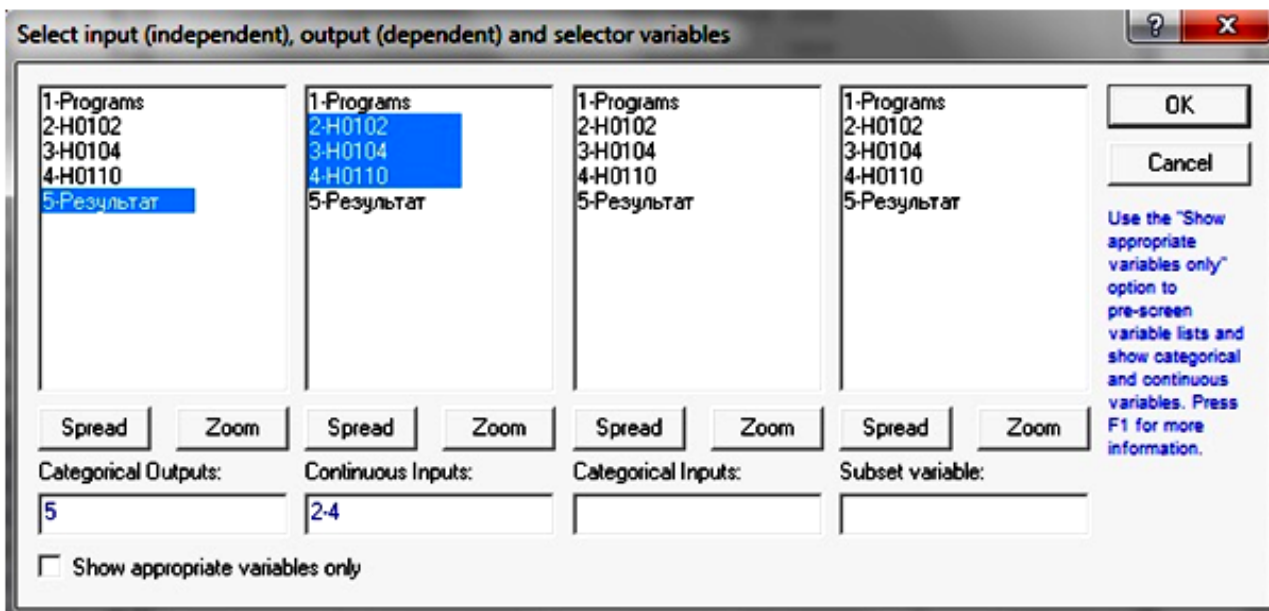 Select input (independent), output (dependent) and selector variables
1-Programs
2-H0102
3-H0104
4-H0110
5-Результат
1-Programs
2-H0102
3-H0104
4-H0110
5-Результат
1-Programs
2-H0102
3-H0104
4-H0110
5-Результат
1-Programs
2-H0102
3-H0104
4-H0110
5-Результат
OK
Cancel
Use the "Show
appropriate
variables only"
option to
pre-screen
variable lists and
show categorical
and continuous
variables. Press
F1 for more
information.
Spread Zoom Spread Zoom Spread Zoom Spread Zoom
Categorical Outputs: Continuous Inputs: Categorical Inputs: Subset variable:
5 2-4
Show appropriate variables only